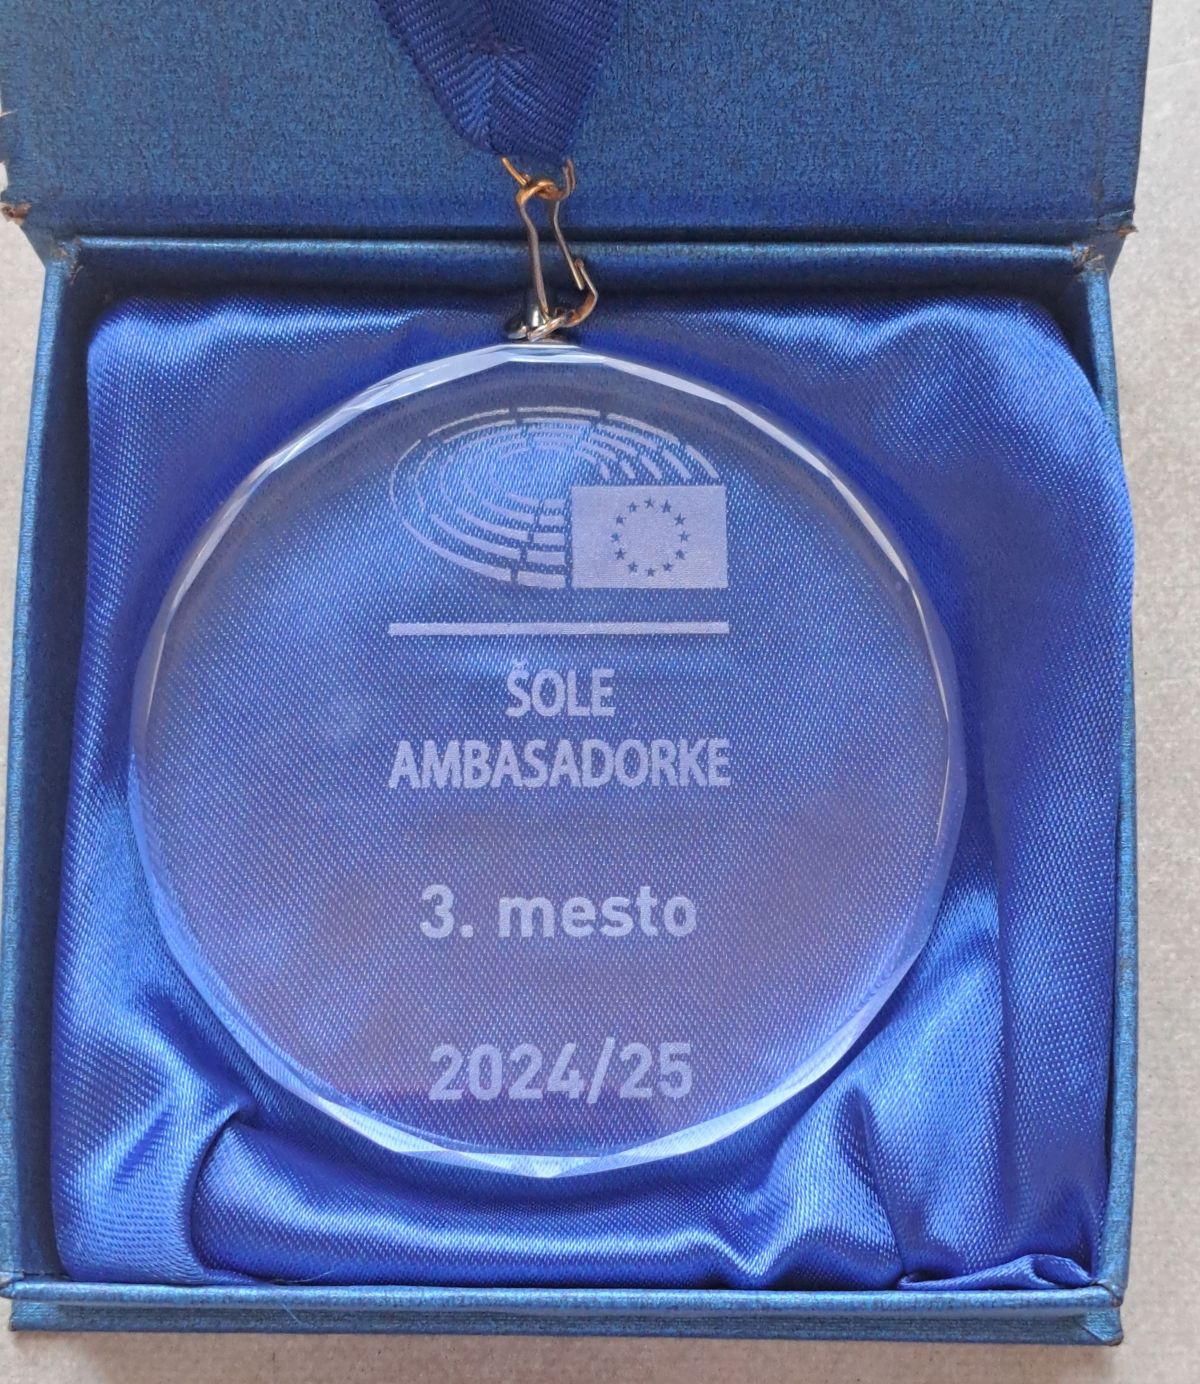 ŠOLE
AMBASADORKE
3. mesto
2024/25